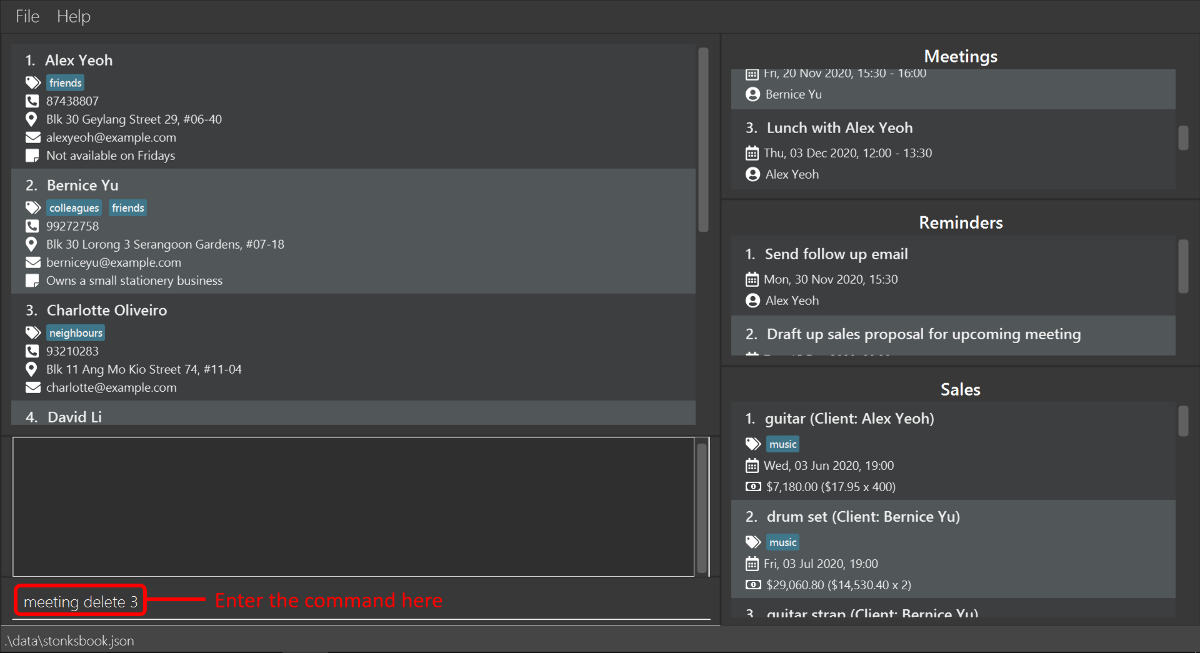 File Help
1. Alex Yeoh
friends
87438807
Blk 30 Geylang Street 29, #06-40
alexyeoh@example.com
Not available on Fridays
2. Bernice Yu
colleagues friends
99272758
Blk 30 Lorong 3 Serangoon Gardens, #07-18
berniceyu@example.com
Owns a small stationery business
3. Charlotte Oliveiro
neighbours
93210283
Blk 11 Ang Mo Kio Street 74, #11-04
charlotte@example.com
4. David Li
meeting delete 3
Enter the command here
.\data\stonksbook.json
Meetings
Fri, 20 Nov 2020, 15:30 - 16:00
Bernice Yu
3. Lunch with Alex Yeoh
Thu, 03 Dec 2020, 12:00 - 13:30
Alex Yeoh
Reminders
1. Send follow up email
Mon, 30 Nov 2020, 15:30
Alex Yeoh
2. Draft up sales proposal for upcoming meeting
Sales
1. guitar (Client: Alex Yeoh)
music
Wed, 03 Jun 2020, 19:00
$7,180.00 ($17.95 x 400)
2. drum set (Client: Bernice Yu)
music
Fri, 03 Jul 2020, 19:00
$29,060.80 ($14,530.40 x 2)
3. guitar strap (Client: Bernice Yu)